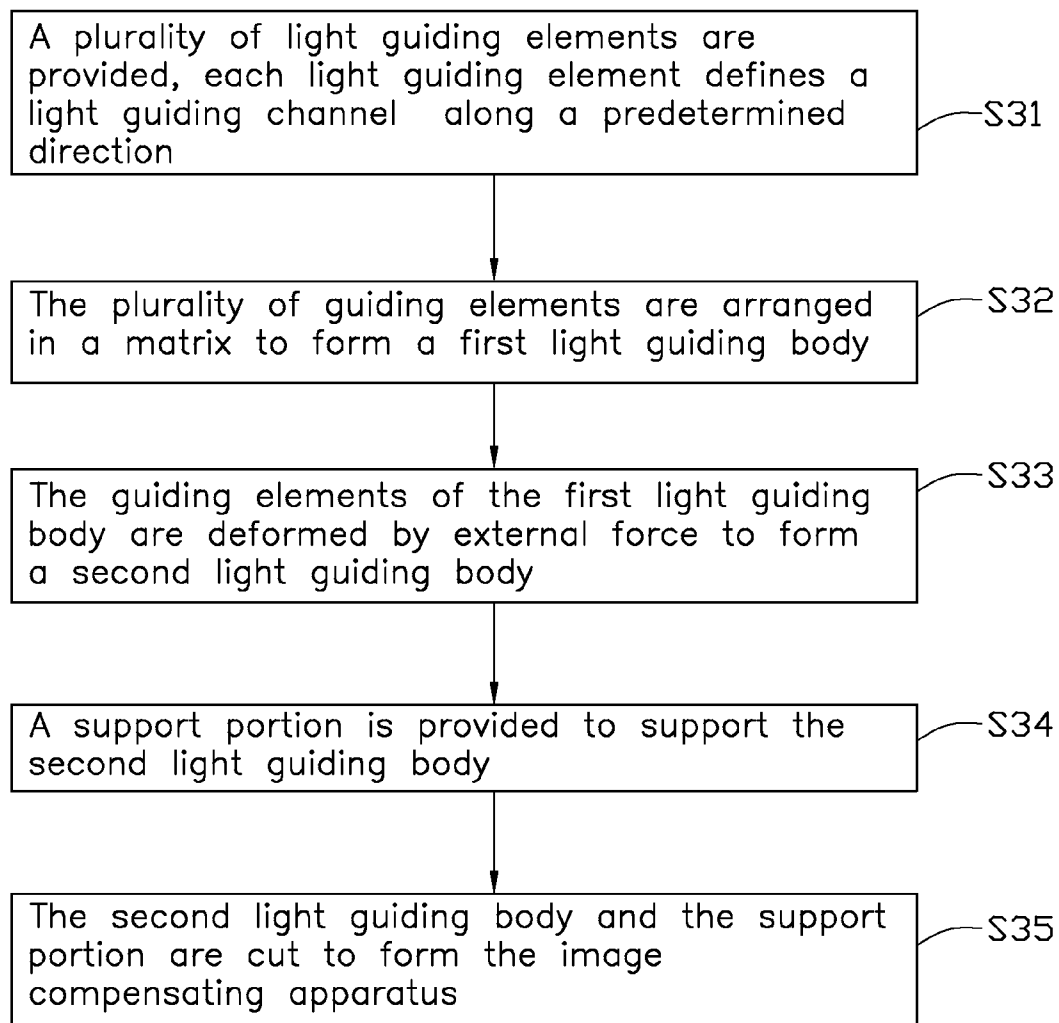 A plurality of light guiding elements are
provided, each light guiding element defines a
light guiding channel along a predetermined
direction
S31
The plurality of guiding elements are arranged
in a matrix to form a first light guiding body
S32
The guiding elements of the first light guiding
body are deformed by external force to form
a second light guiding body
S33
A support portion is provided to support the
second light guiding body
S34
The second light guiding body and the support
portion are cut to form the image
compensating apparatus
S35